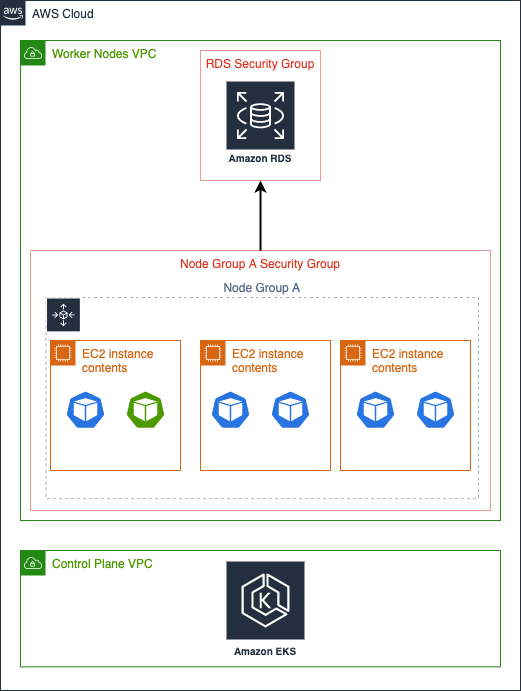 aws
AWS Cloud
Worker Nodes VPC
RDS Security Group
Amazon RDS
Node Group A Security Group
Node Group A
EC2 instance
contents
EC2 instance
contents
EC2 instance
contents
Control Plane VPC
K
Amazon EKS